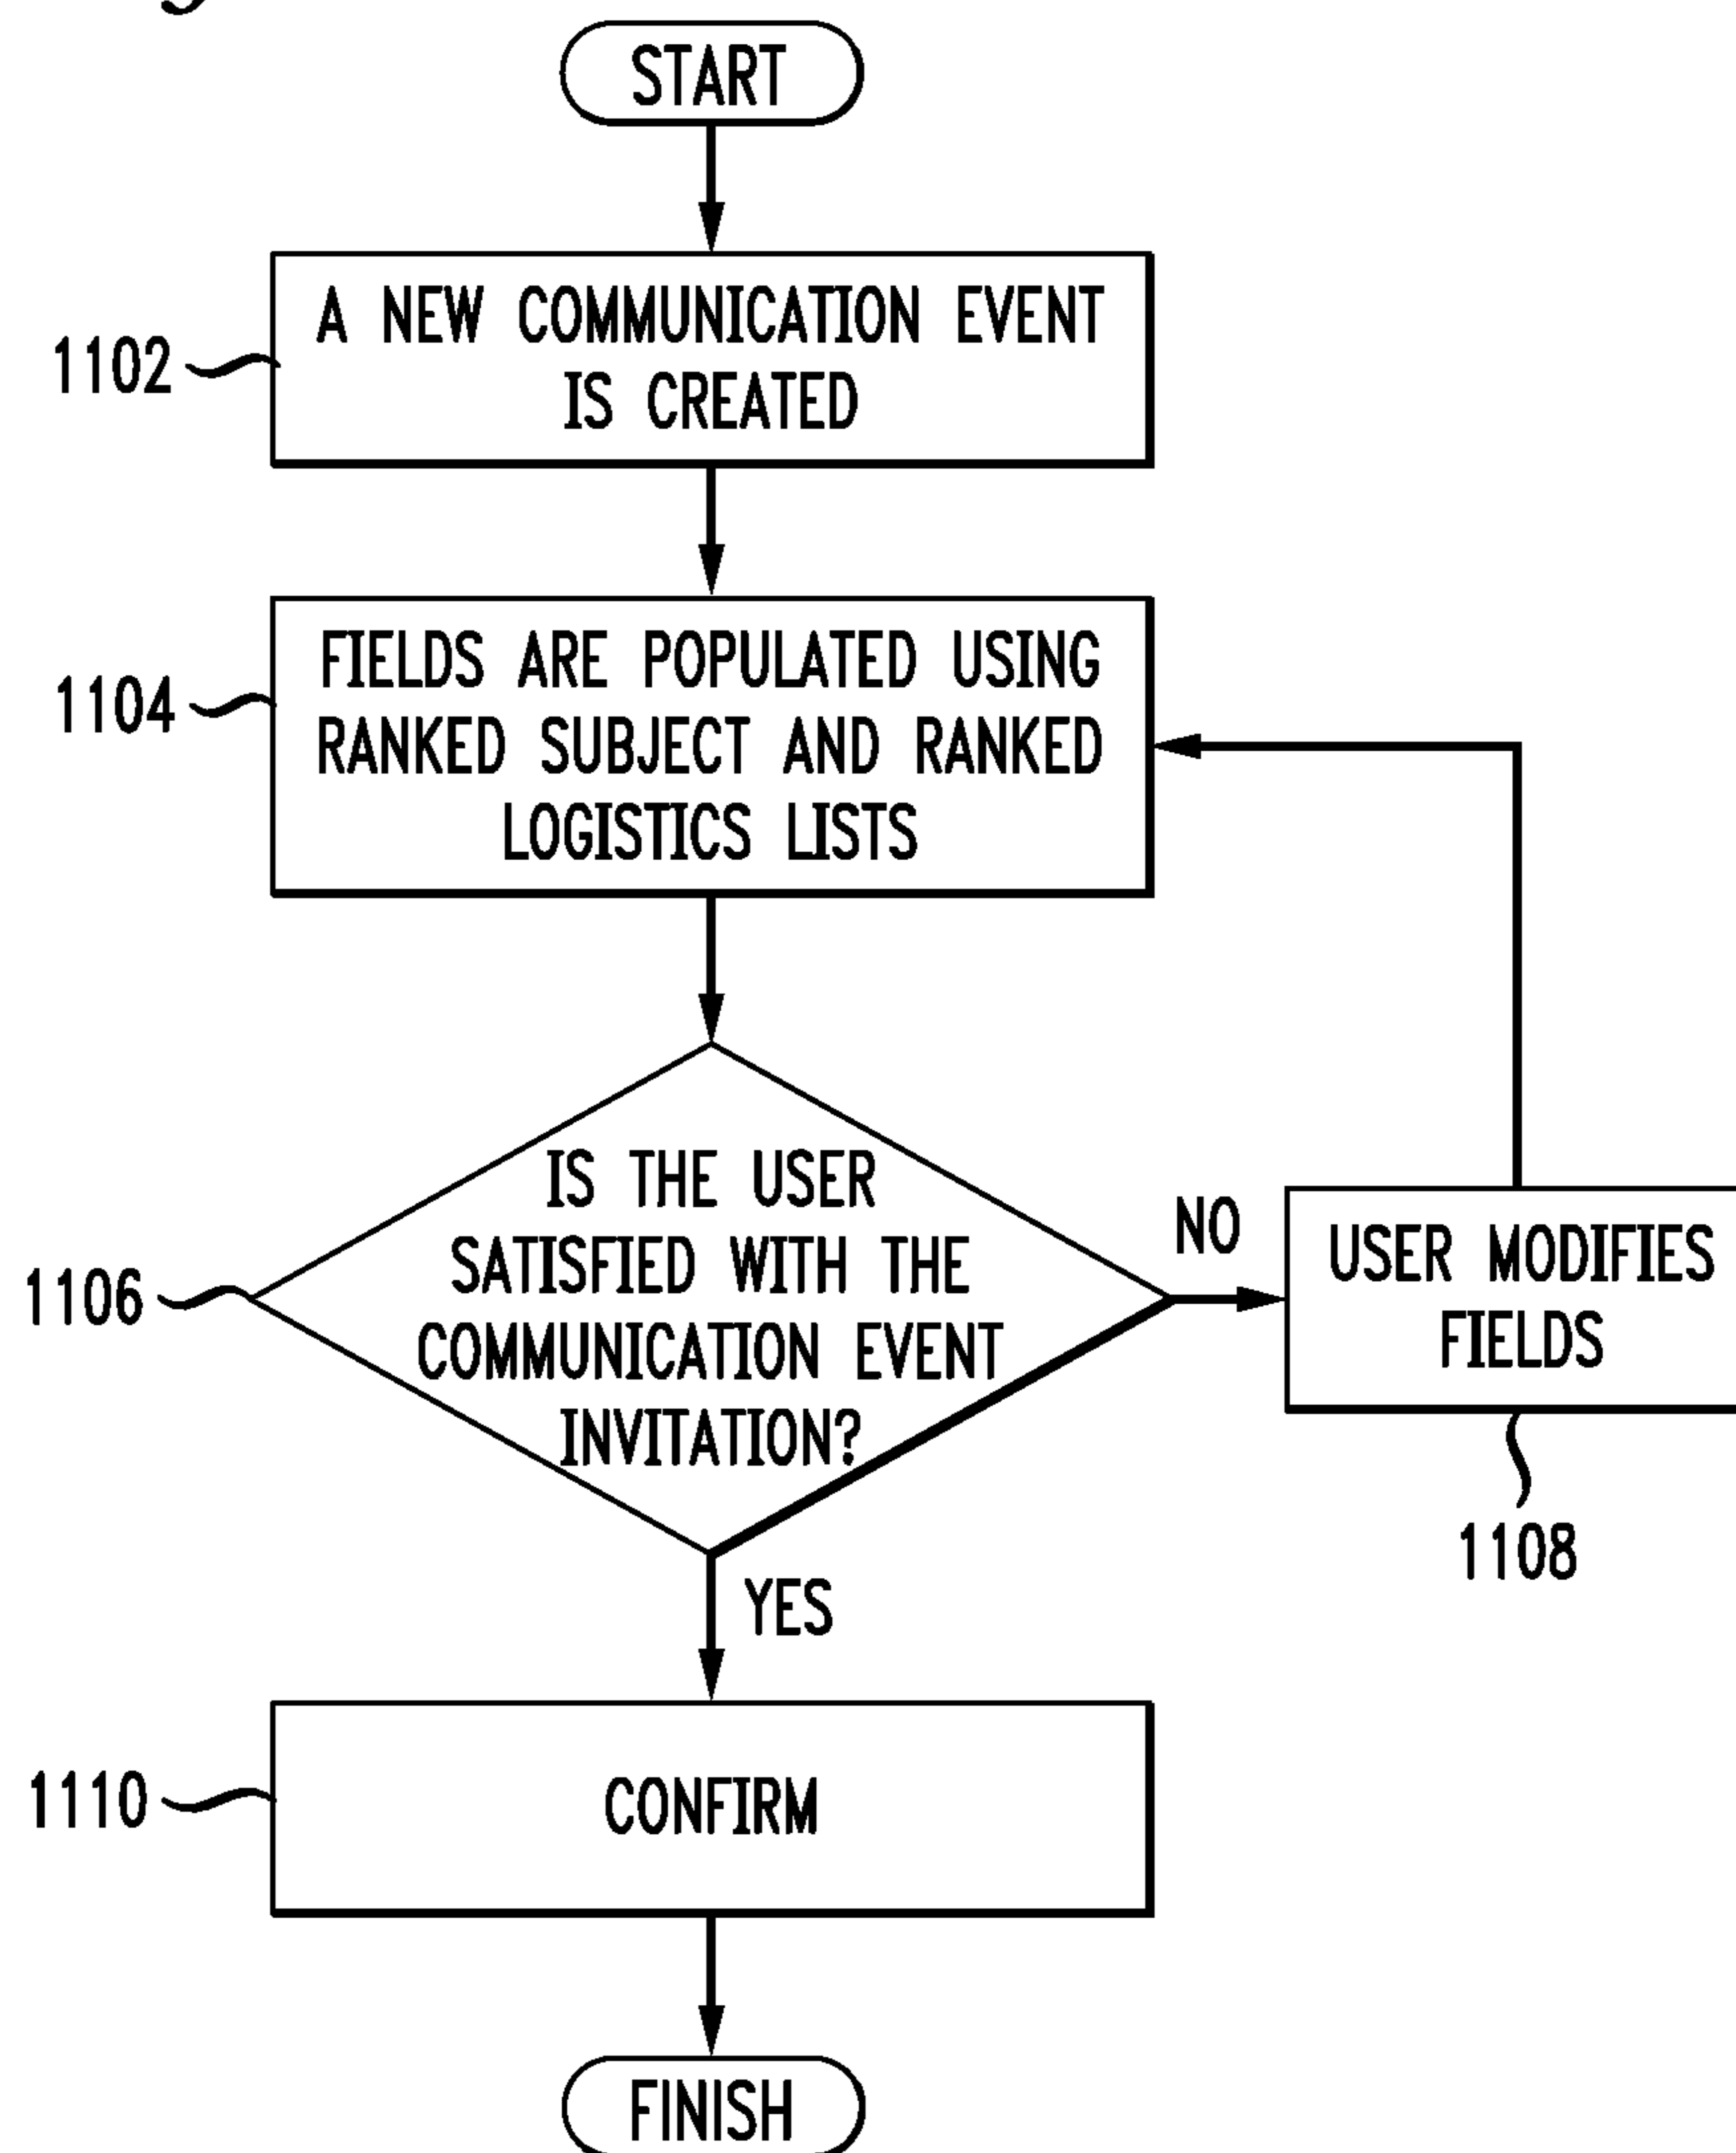 START
A NEW COMMUNICATION EVENT
IS CREATED
1102
FIELDS ARE POPULATED USING
RANKED SUBJECT AND RANKED
LOGISTICS LISTS
1104
IS THE USER
SATISFIED WITH THE
COMMUNICATION EVENT
INVITATION?
1106
NO
USER MODIFIES
FIELDS
1108
YES
CONFIRM
1110
FINISH